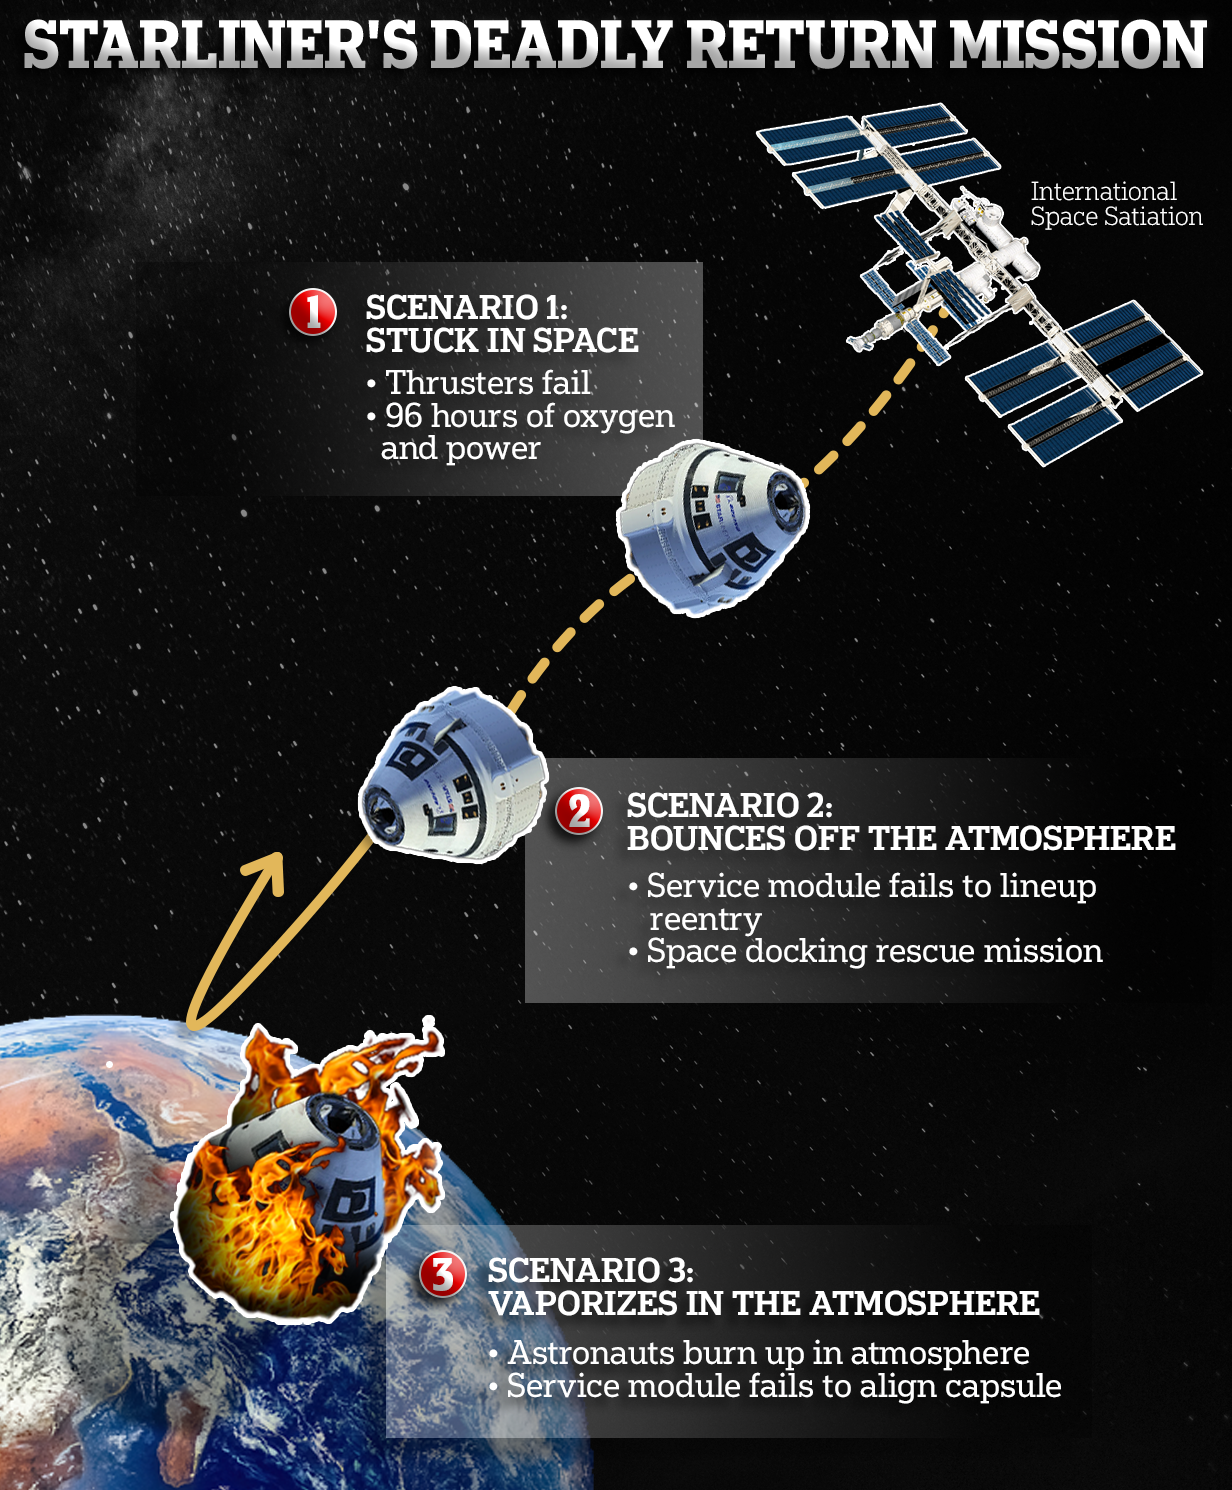 STARLINER'S DEADLY RETURN MISSION
International
Space Satiation
1
SCENARIO 1:
STUCK IN SPACE
• Thrusters fail
• 96 hours of oxygen
and power
2
SCENARIO 2:
BOUNCES OFF THE ATMOSPHERE
• Service module fails to lineup
reentry
• Space docking rescue mission
3
SCENARIO 3:
VAPORIZES IN THE ATMOSPHERE
• Astronauts burn up in atmosphere
• Service module fails to align capsule